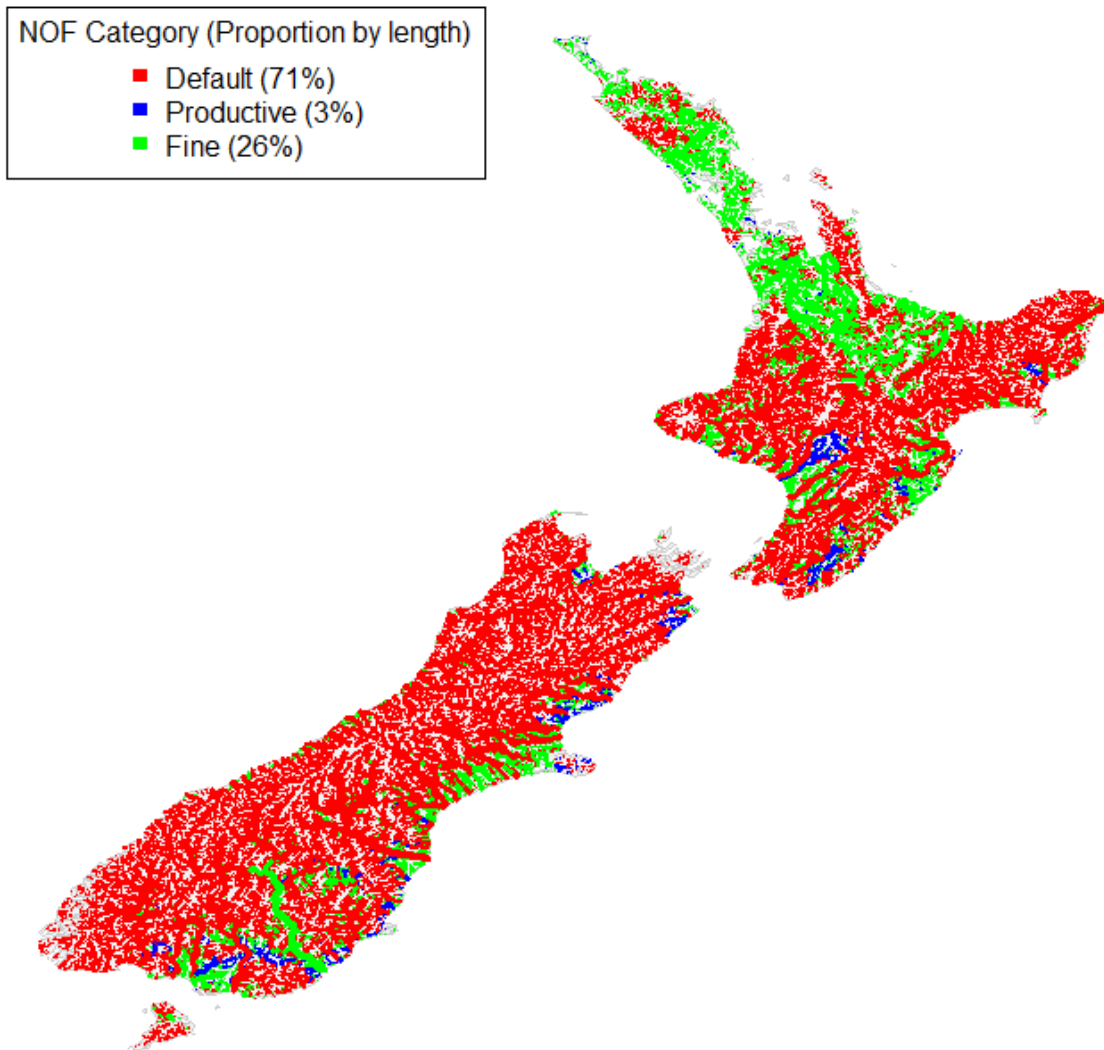 NOF Category (Proportion by length)
Default (71%)
Productive (3%)
Fine (26%)